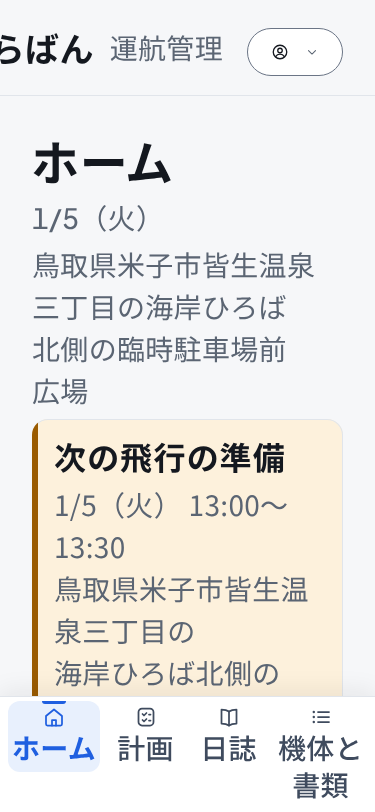 らばん 運航管理
ホーム
1/5（火）
鳥取県米子市皆生温泉
三丁目の海岸ひろば
北側の臨時駐車場前
広場
次の飛行の準備
1/5（火） 13:00〜
13:30
鳥取県米子市皆生温
泉三丁目の
海岸ひろば北側の
ホーム 計画 日誌 機体と
書類